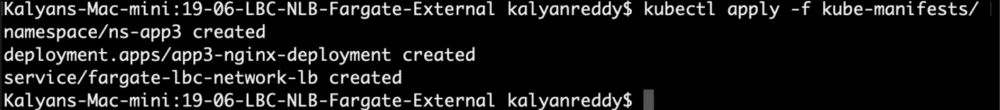 Kalyans-Mac-mini:19-06-LBC-NLB-Fargate-External kalyanreddy$ kubectl apply -f kube-manifests/
namespace/ns-app3 created
deployment.apps/app3-nginx-deployment created
service/fargate-lbc-network-lb created
Kalyans-Mac-mini:19-06-LBC-NLB-Fargate-External kalyanreddy$